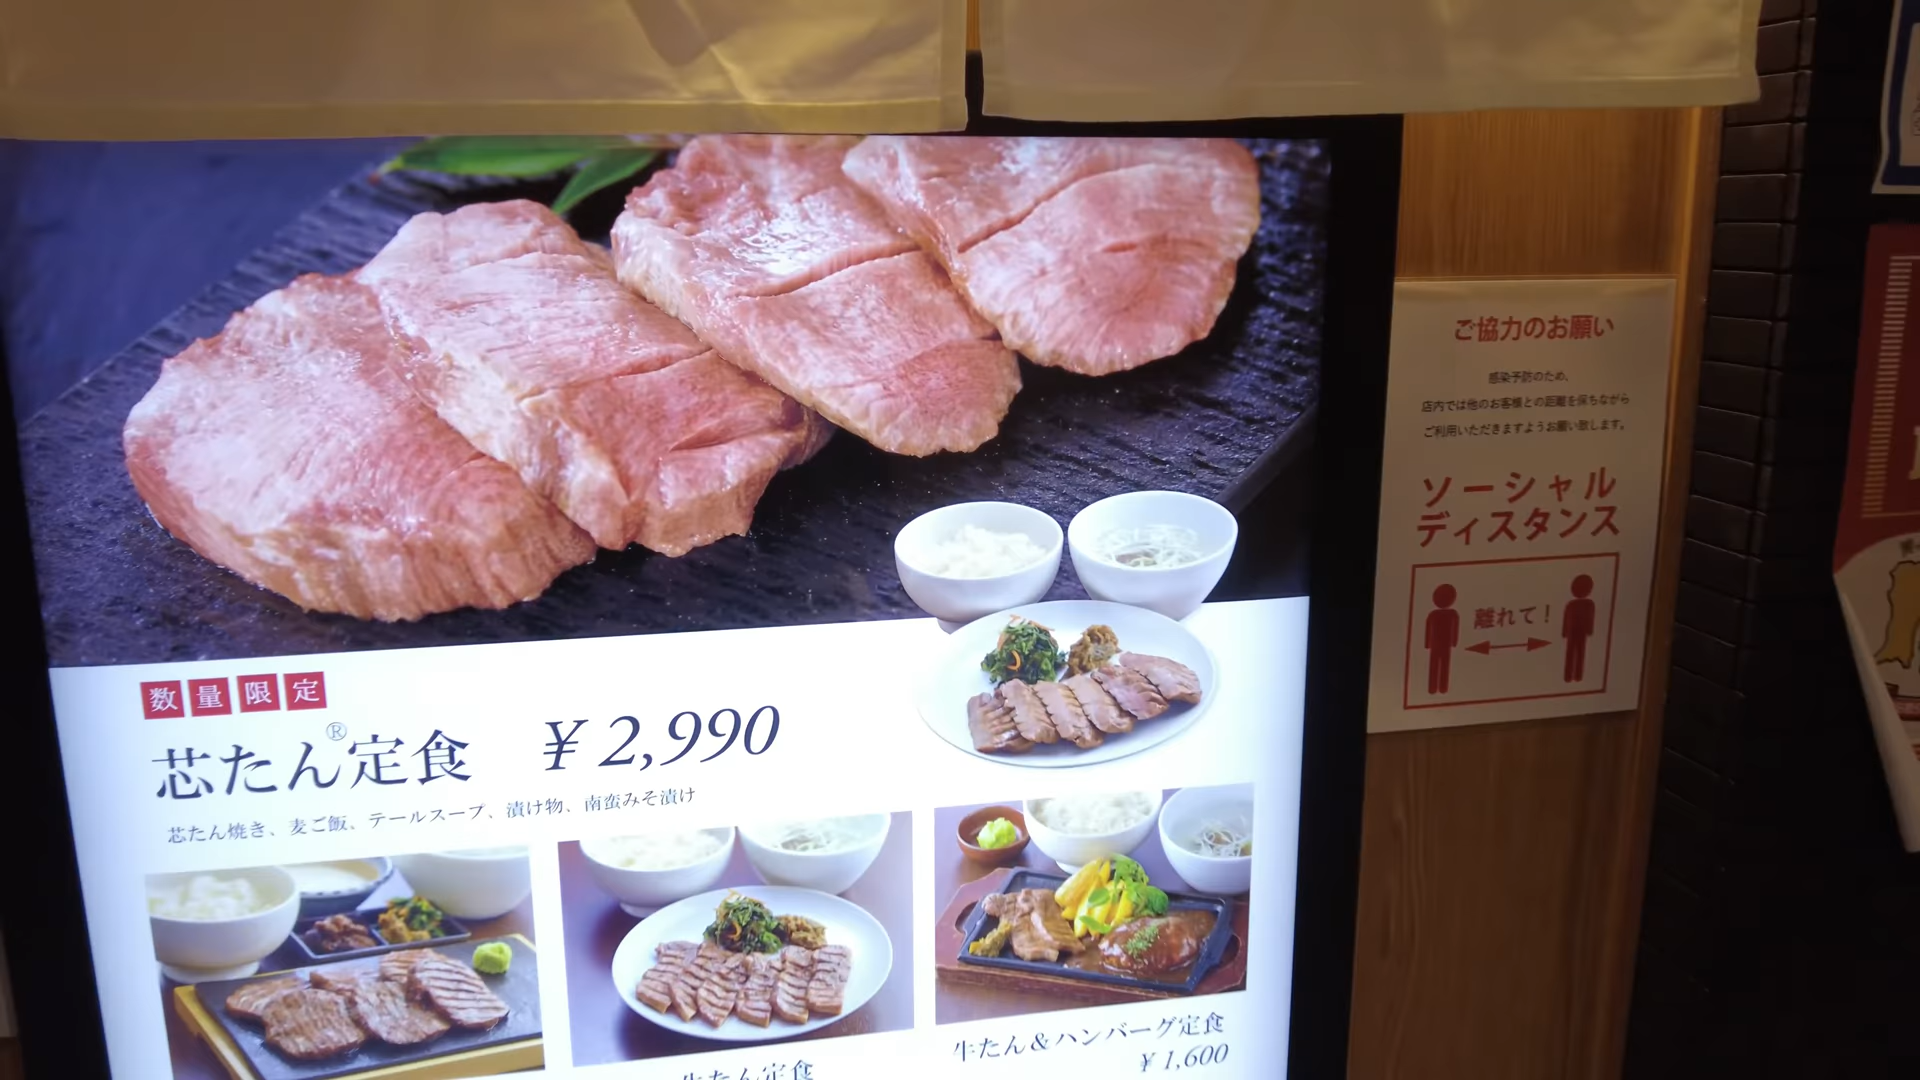 数量限定
芯たん®定食 ¥2,990
芯たん焼き、麦ご飯、テールスープ、漬け物、南蛮みそ漬け
牛たん定食
牛たん&ハンバーグ定食
¥1,600
ご協力のお願い
感染予防のため、
店内では他のお客様との距離を保ちながら
ご利用いただきますようお願い致します。
ソーシャル
ディスタンス
離れて!